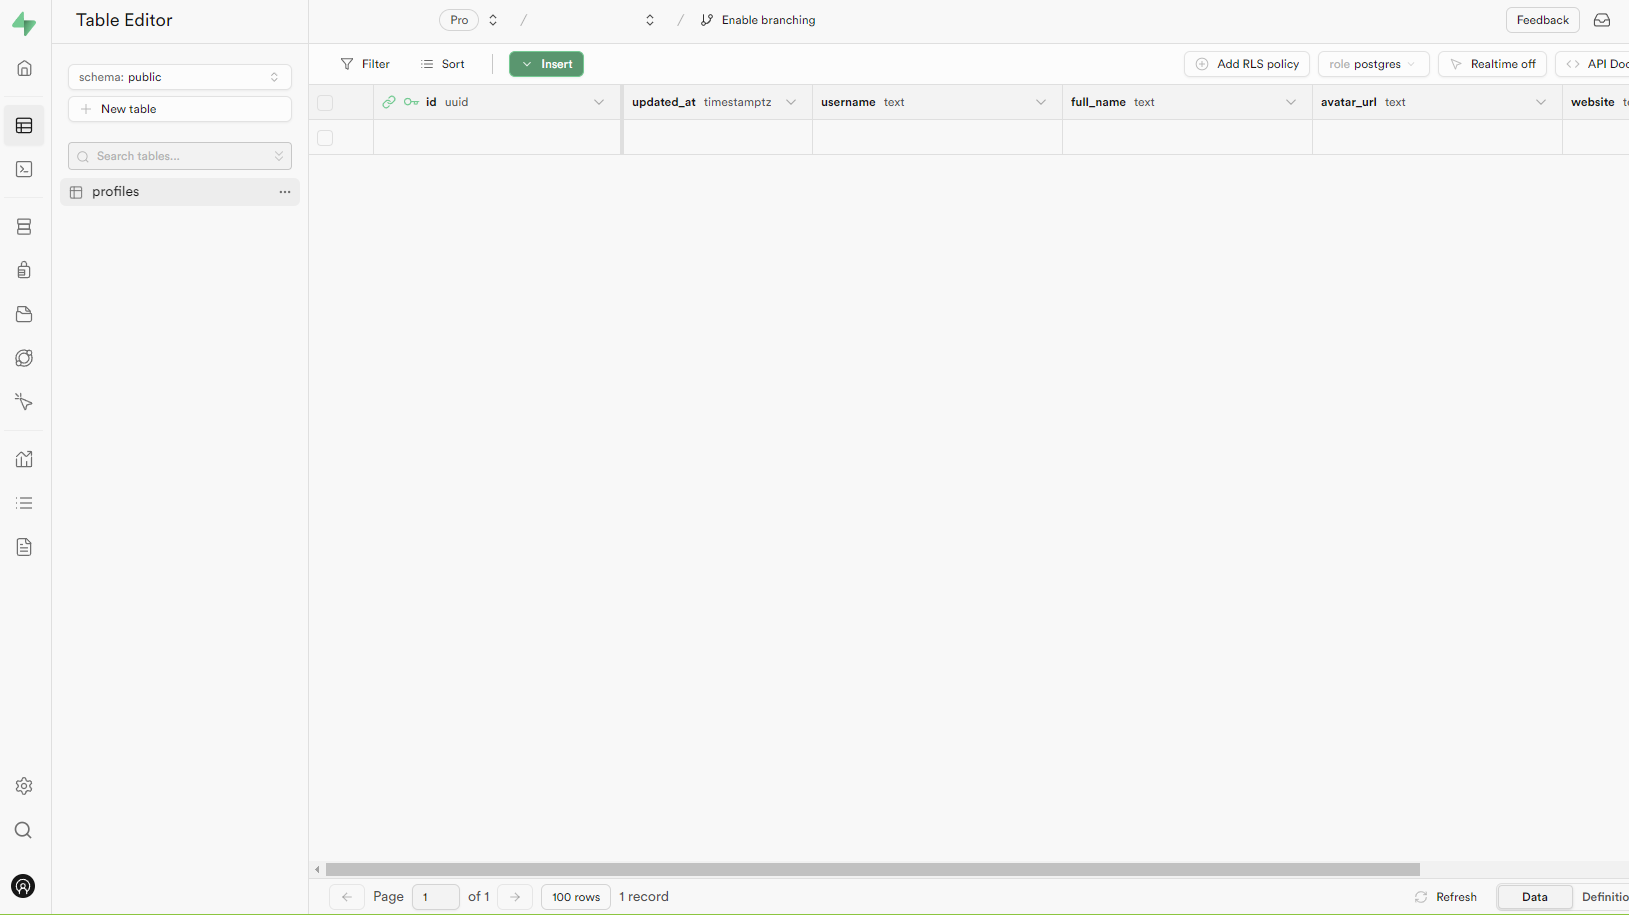 Table Editor
Pro / / Enable branching
Feedback
schema: public
New table
Search tables...
profiles
Filter Sort Insert
Add RLS policy role postgres Realtime off API Doc
id uuid updated_at timestamptz username text full_name text avatar_url text website te
Page 1 of 1 100 rows 1 record
Refresh Data Definitio